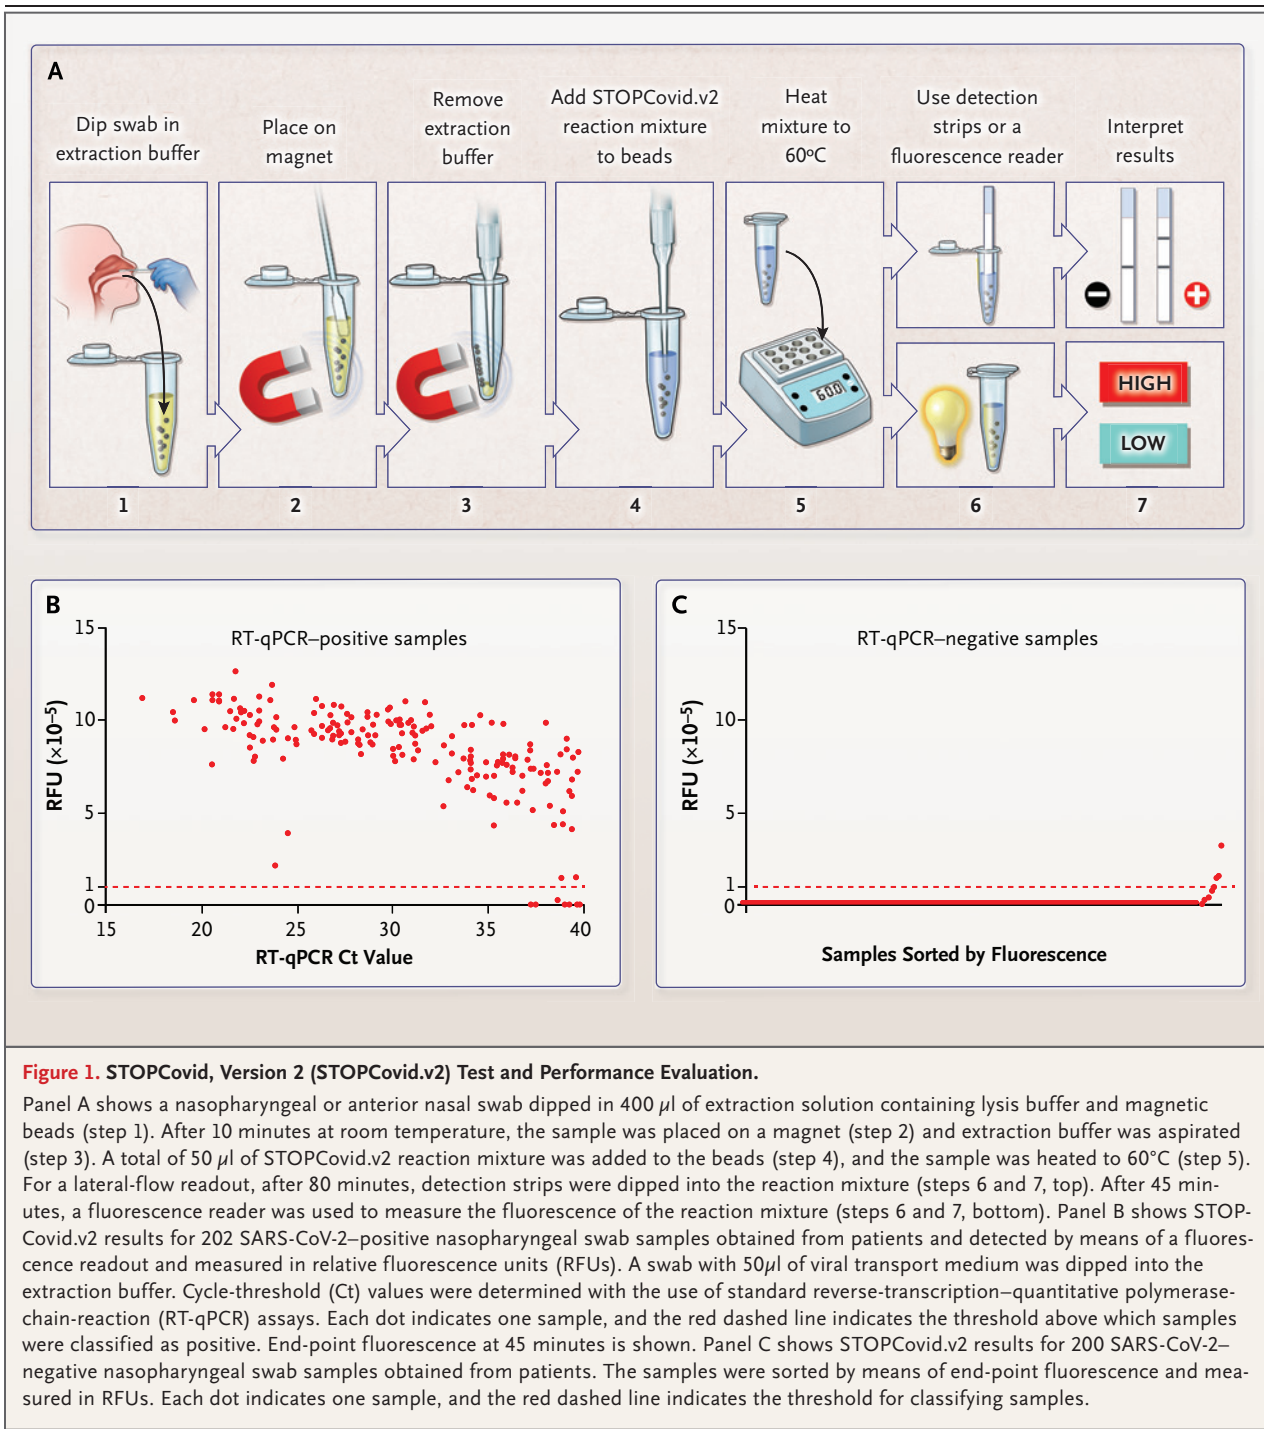 A
Dip swab in
extraction buffer
Place on
magnet
Remove
extraction
buffer
Add STOPCovid.v2
reaction mixture
to beads
Heat
mixture to
60ºC
Use detection
strips or a
fluorescence reader
Interpret
results
60.0
HIGH
LOW
1
2
3
4
5
6
7
B
RT-qPCR–positive samples
RFU (×10⁻⁵)
15
10
5
1
0
15
20
25
30
35
40
RT-qPCR Ct Value
C
RT-qPCR–negative samples
RFU (×10⁻⁵)
15
10
5
1
0
Samples Sorted by Fluorescence
Figure 1. STOPCovid, Version 2 (STOPCovid.v2) Test and Performance Evaluation.
Panel A shows a nasopharyngeal or anterior nasal swab dipped in 400 µl of extraction solution containing lysis buffer and magnetic
beads (step 1). After 10 minutes at room temperature, the sample was placed on a magnet (step 2) and extraction buffer was aspirated
(step 3). A total of 50 µl of STOPCovid.v2 reaction mixture was added to the beads (step 4), and the sample was heated to 60°C (step 5).
For a lateral-flow readout, after 80 minutes, detection strips were dipped into the reaction mixture (steps 6 and 7, top). After 45 min-
utes, a fluorescence reader was used to measure the fluorescence of the reaction mixture (steps 6 and 7, bottom). Panel B shows STOP-
Covid.v2 results for 202 SARS-CoV-2–positive nasopharyngeal swab samples obtained from patients and detected by means of a fluores-
cence readout and measured in relative fluorescence units (RFUs). A swab with 50µl of viral transport medium was dipped into the
extraction buffer. Cycle-threshold (Ct) values were determined with the use of standard reverse-transcription–quantitative polymerase-
chain-reaction (RT-qPCR) assays. Each dot indicates one sample, and the red dashed line indicates the threshold above which samples
were classified as positive. End-point fluorescence at 45 minutes is shown. Panel C shows STOPCovid.v2 results for 200 SARS-CoV-2–
negative nasopharyngeal swab samples obtained from patients. The samples were sorted by means of end-point fluorescence and mea-
sured in RFUs. Each dot indicates one sample, and the red dashed line indicates the threshold for classifying samples.